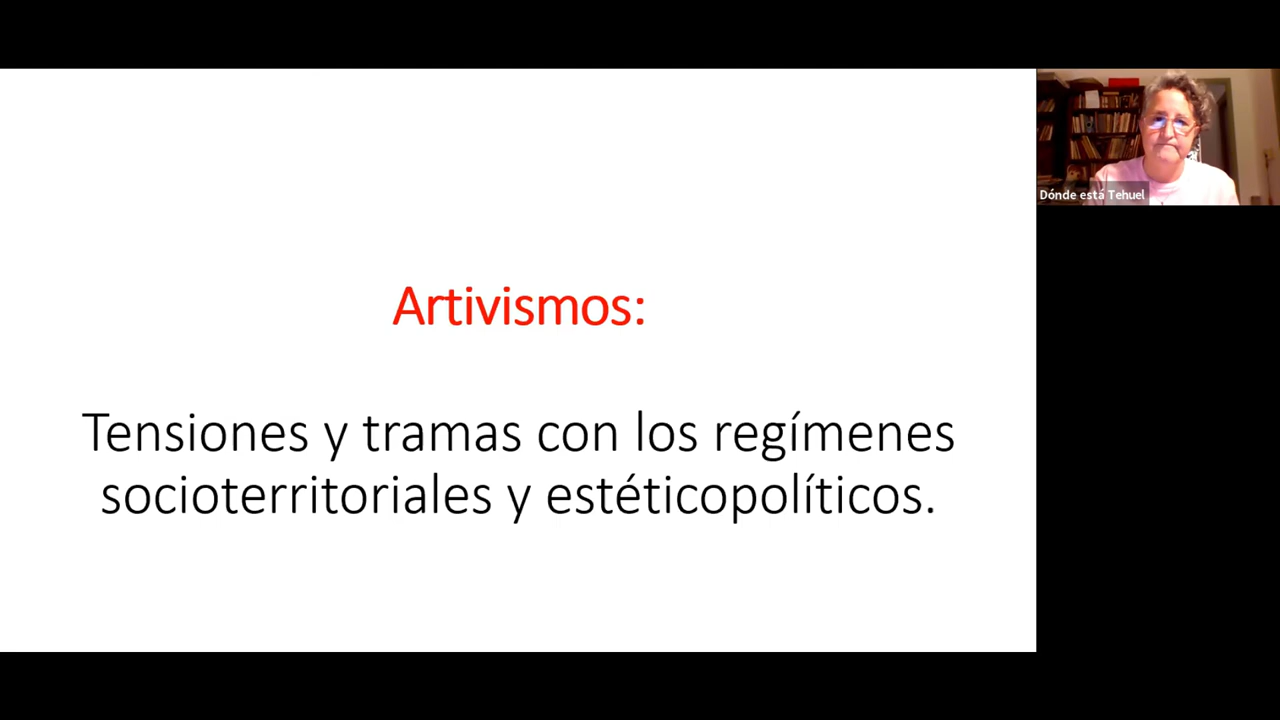 Artivismos:
Tensiones y tramas con los regímenes
socioterritoriales y estéticopolíticos.
Dónde está Tehuel